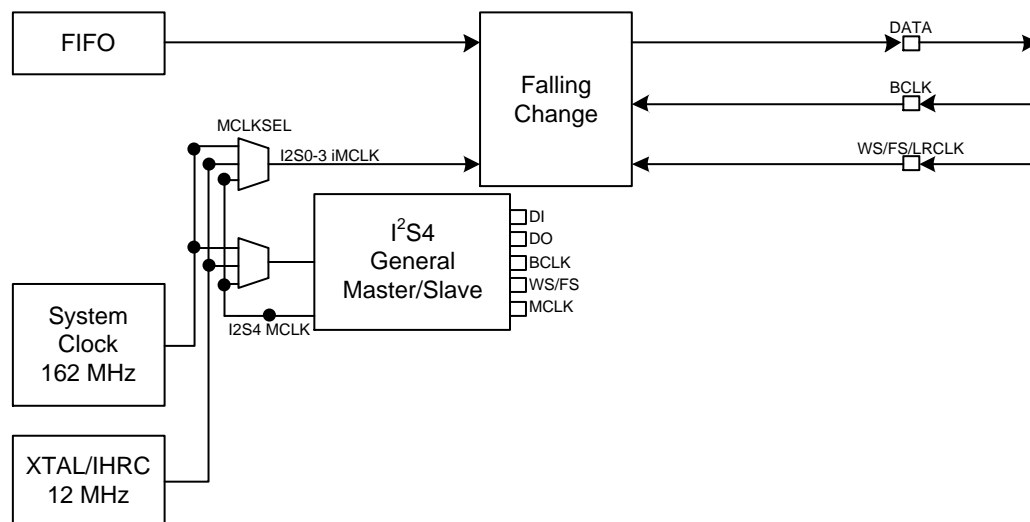 FIFO
Falling
Change
DATA
BCLK
WS/FS/LRCLK
MCLKSEL
I2S0-3 iMCLK
I²S4
General
Master/Slave
DI
DO
BCLK
WS/FS
MCLK
I2S4 MCLK
System
Clock
162 MHz
XTAL/IHRC
12 MHz